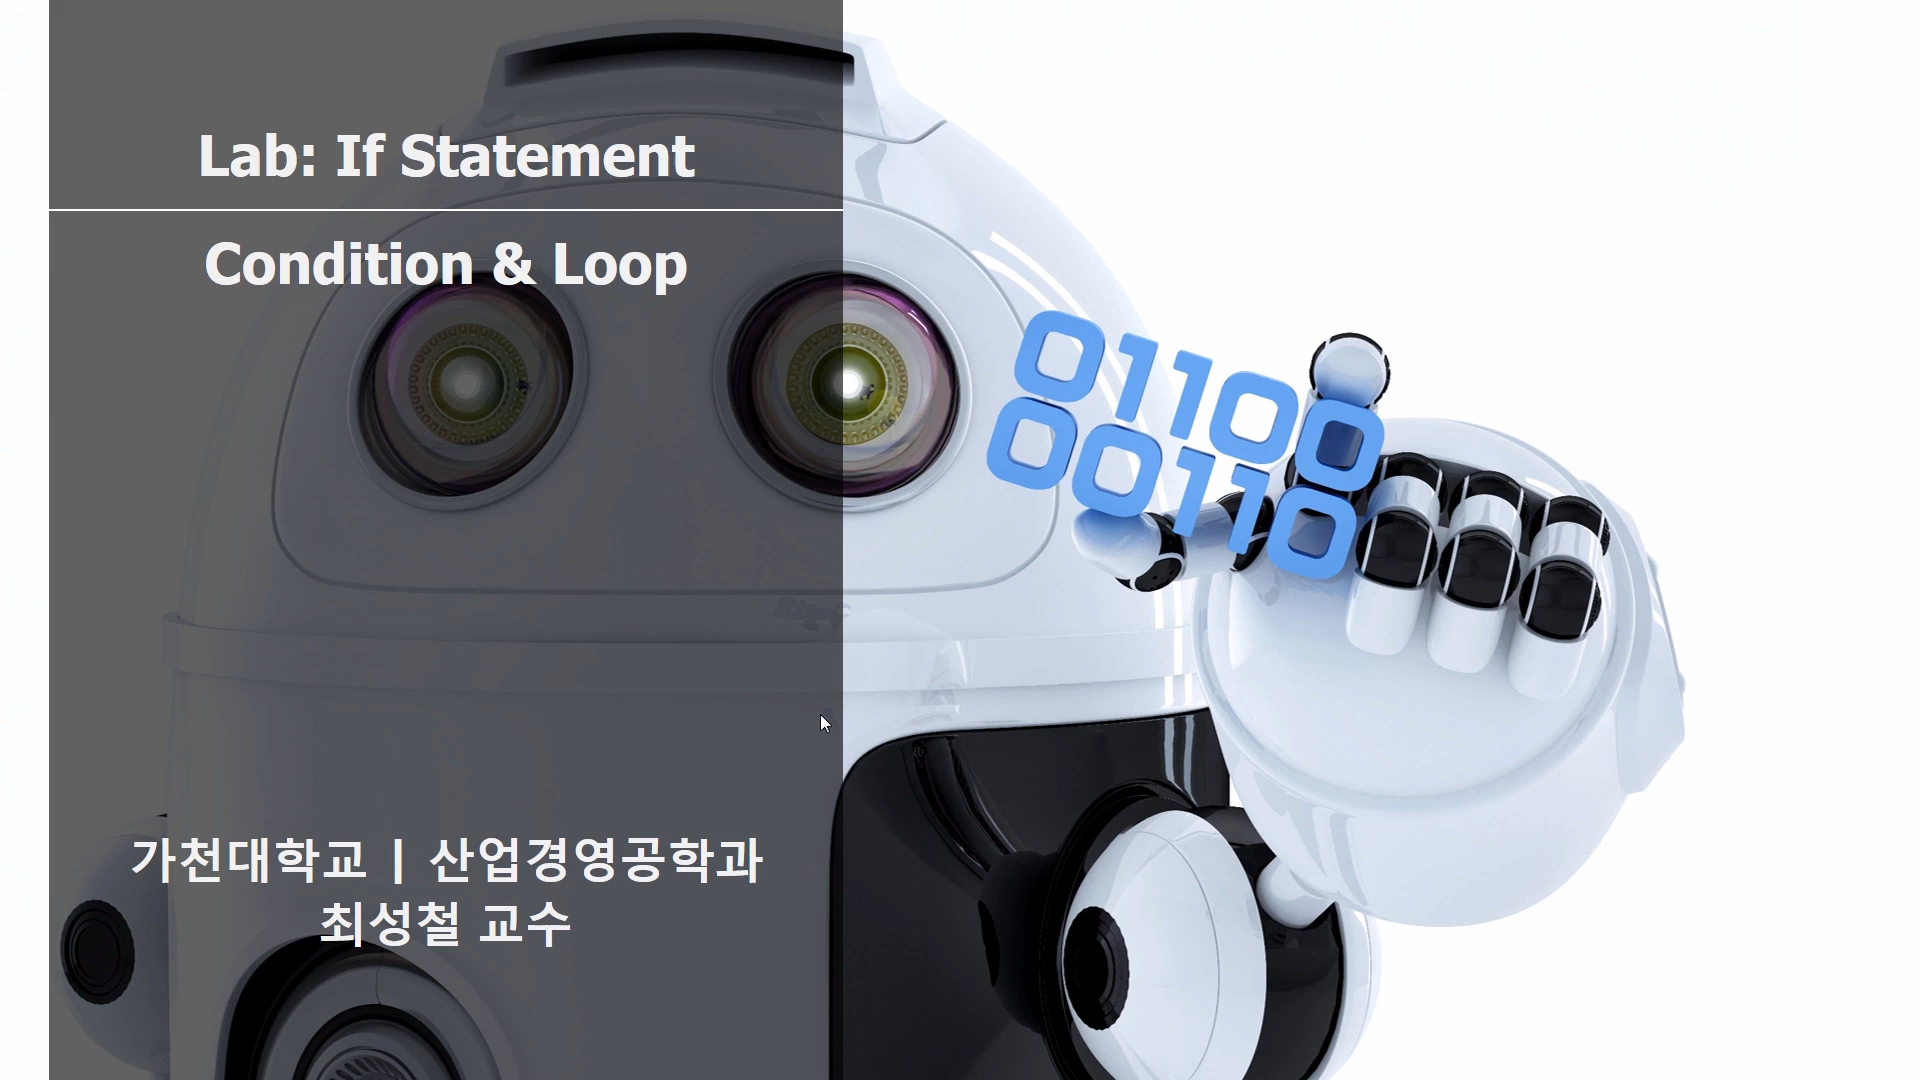 Lab: If Statement
Condition & Loop
01100
00110
가천대학교 | 산업경영공학과
최성철 교수